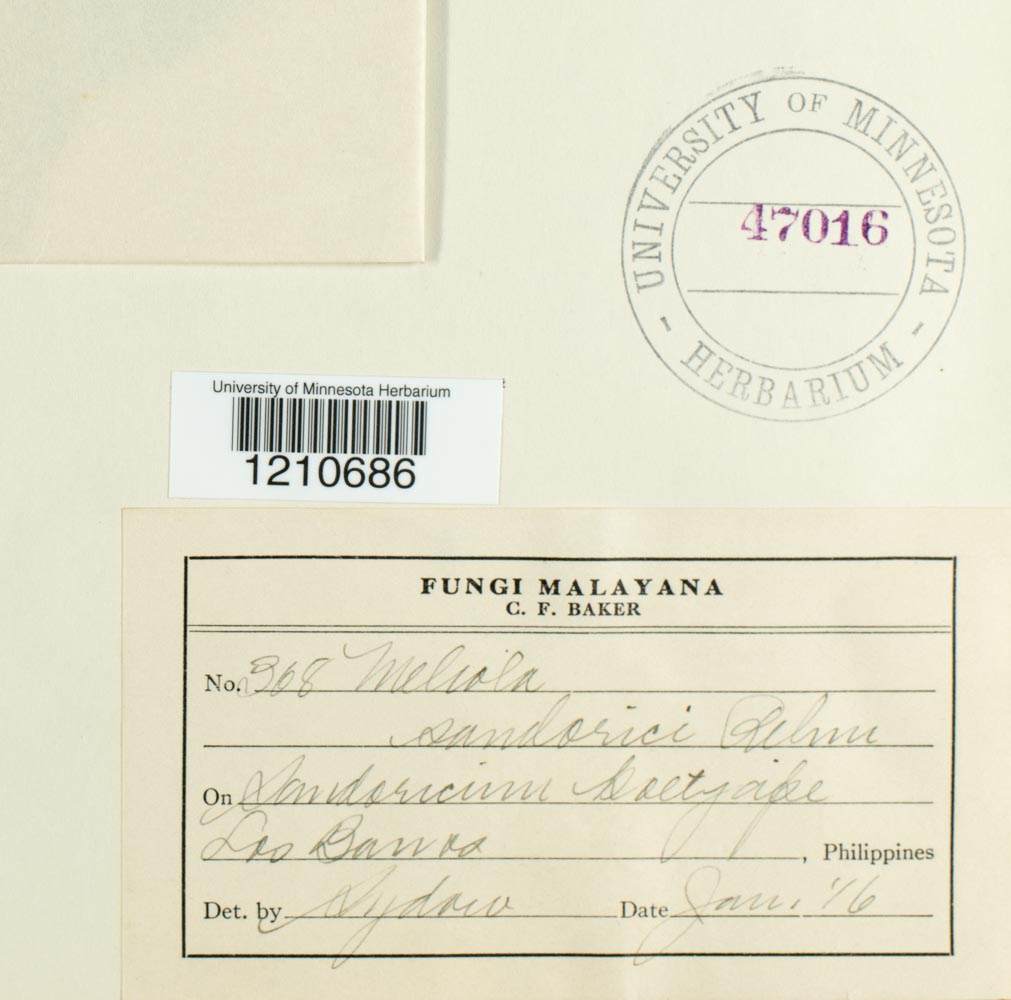 UNIVERSITY OF MINNESOTA
- HERBARIUM -
47016
University of Minnesota Herbarium
1210686
FUNGI MALAYANA
C. F. BAKER
No. 368 Meliola
sandorici Rehm
On Sandoricum Koetjape
Los Banos, Philippines
Det. by Sydow Date Jan. '16